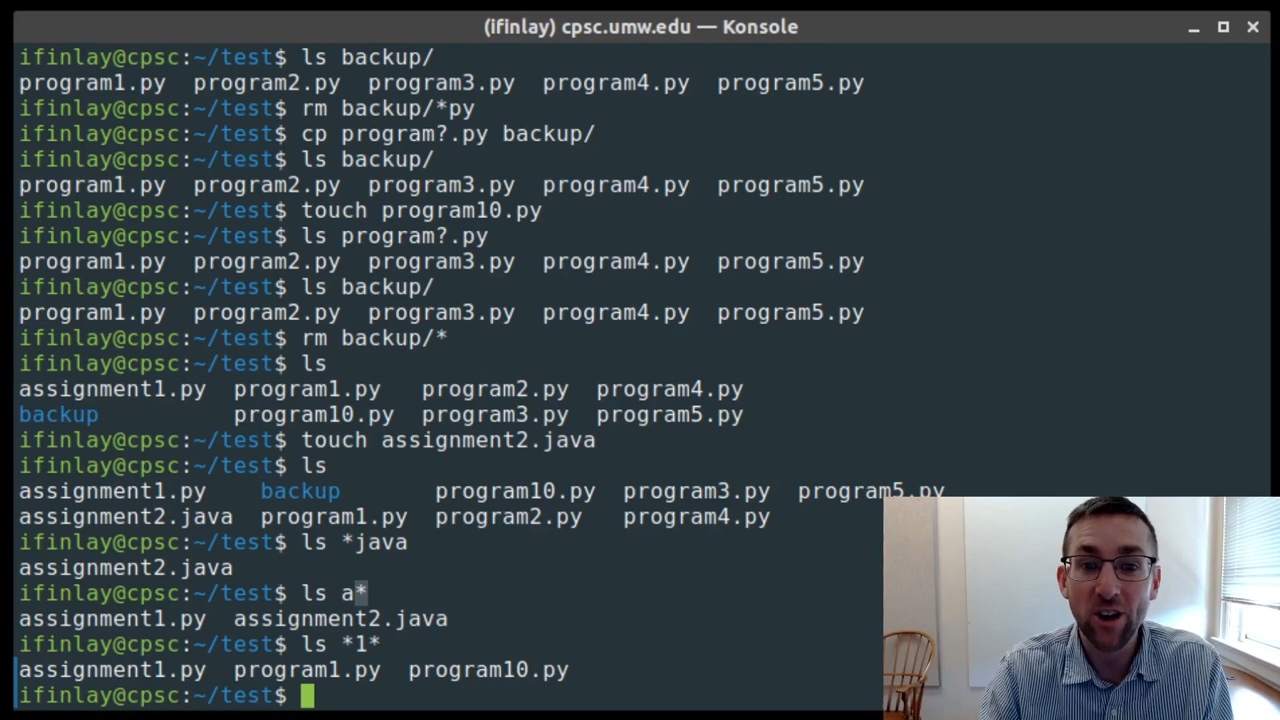 (ifinlay) cpsc.umw.edu — Konsole
ifinlay@cpsc:~/test$ ls backup/
program1.py  program2.py  program3.py  program4.py  program5.py
ifinlay@cpsc:~/test$ rm backup/*py
ifinlay@cpsc:~/test$ cp program?.py backup/
ifinlay@cpsc:~/test$ ls backup/
program1.py  program2.py  program3.py  program4.py  program5.py
ifinlay@cpsc:~/test$ touch program10.py
ifinlay@cpsc:~/test$ ls program?.py
program1.py  program2.py  program3.py  program4.py  program5.py
ifinlay@cpsc:~/test$ ls backup/
program1.py  program2.py  program3.py  program4.py  program5.py
ifinlay@cpsc:~/test$ rm backup/*
ifinlay@cpsc:~/test$ ls
assignment1.py  program1.py   program2.py  program4.py
backup          program10.py  program3.py  program5.py
ifinlay@cpsc:~/test$ touch assignment2.java
ifinlay@cpsc:~/test$ ls
assignment1.py    backup       program10.py  program3.py  program5.py
assignment2.java  program1.py  program2.py   program4.py
ifinlay@cpsc:~/test$ ls *java
assignment2.java
ifinlay@cpsc:~/test$ ls a*
assignment1.py  assignment2.java
ifinlay@cpsc:~/test$ ls *1*
assignment1.py  program1.py  program10.py
ifinlay@cpsc:~/test$